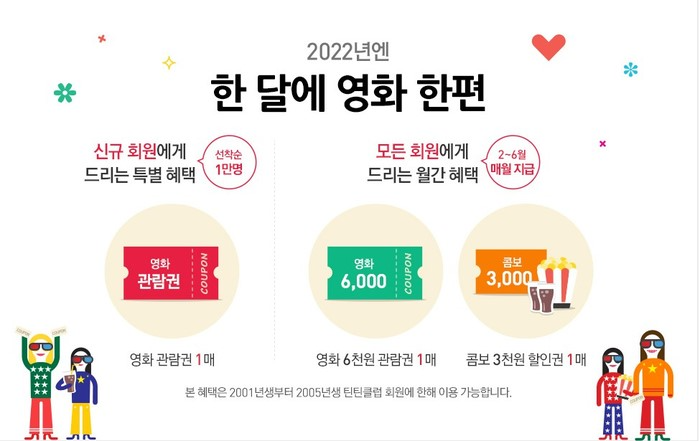 2022년엔
한 달에 영화 한편
신규 회원에게
드리는 특별 혜택
선착순
1만명
모든 회원에게
드리는 월간 혜택
2~6월
매월 지급
영화
관람권
COUPON
영화
6,000
COUPON
콤보
3,000
영화 관람권 1매
영화 6천원 관람권 1매
콤보 3천원 할인권 1매
본 혜택은 2001년생부터 2005년생 틴틴클럽 회원에 한해 이용 가능합니다.